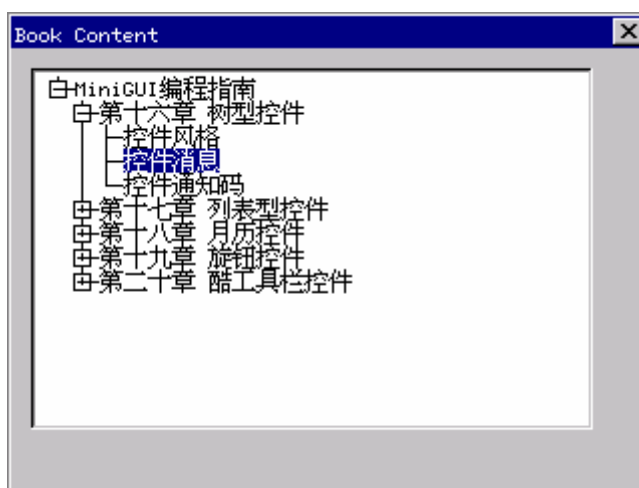 Book Content
MiniGUI编程指南
第十六章 树型控件
控件风格
控件消息
控件通知码
第十七章 列表型控件
第十八章 月历控件
第十九章 旋钮控件
第二十章 酷工具栏控件